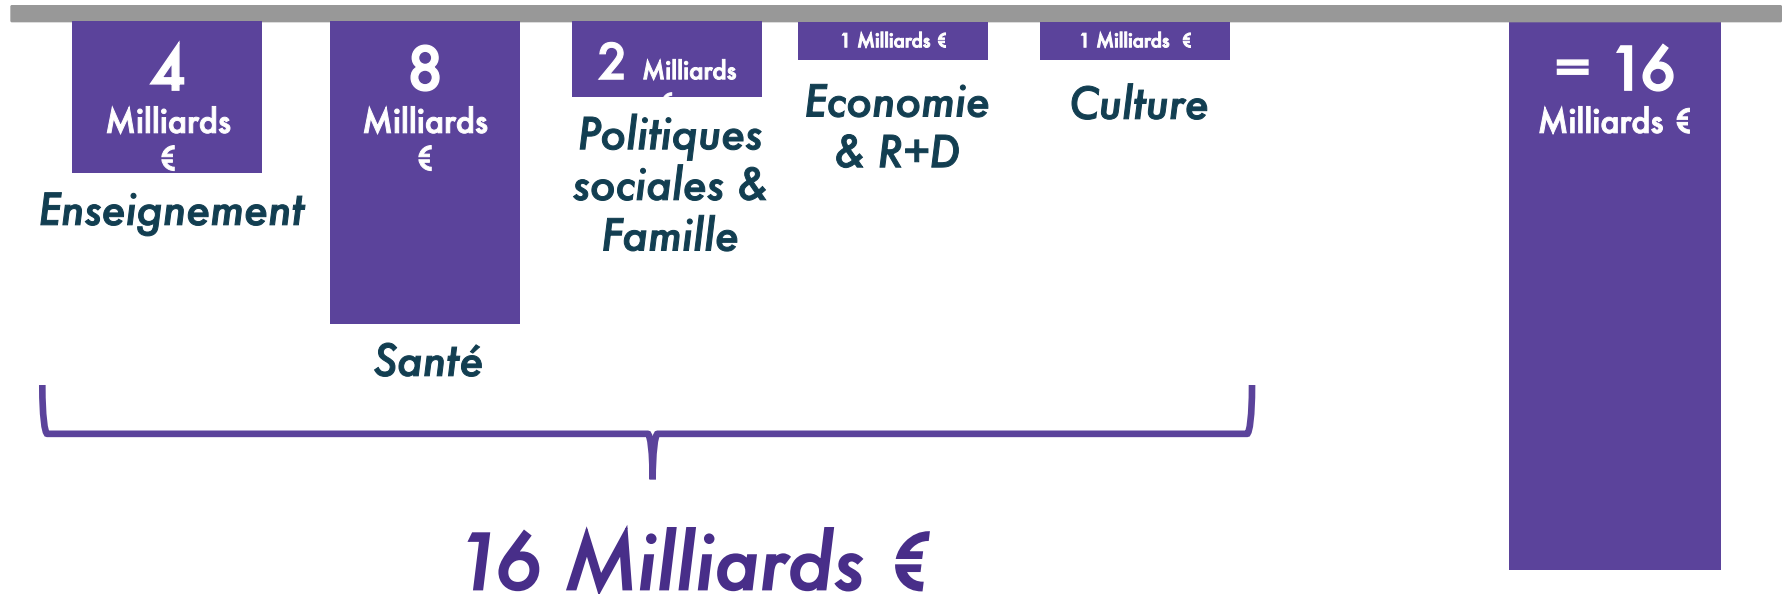 4
Milliards
€
Enseignement
8
Milliards
€
Santé
2 Milliards
€
Politiques
sociales &
Famille
1 Milliards €
Economie
& R+D
1 Milliards €
Culture
= 16
Milliards €
16 Milliards €